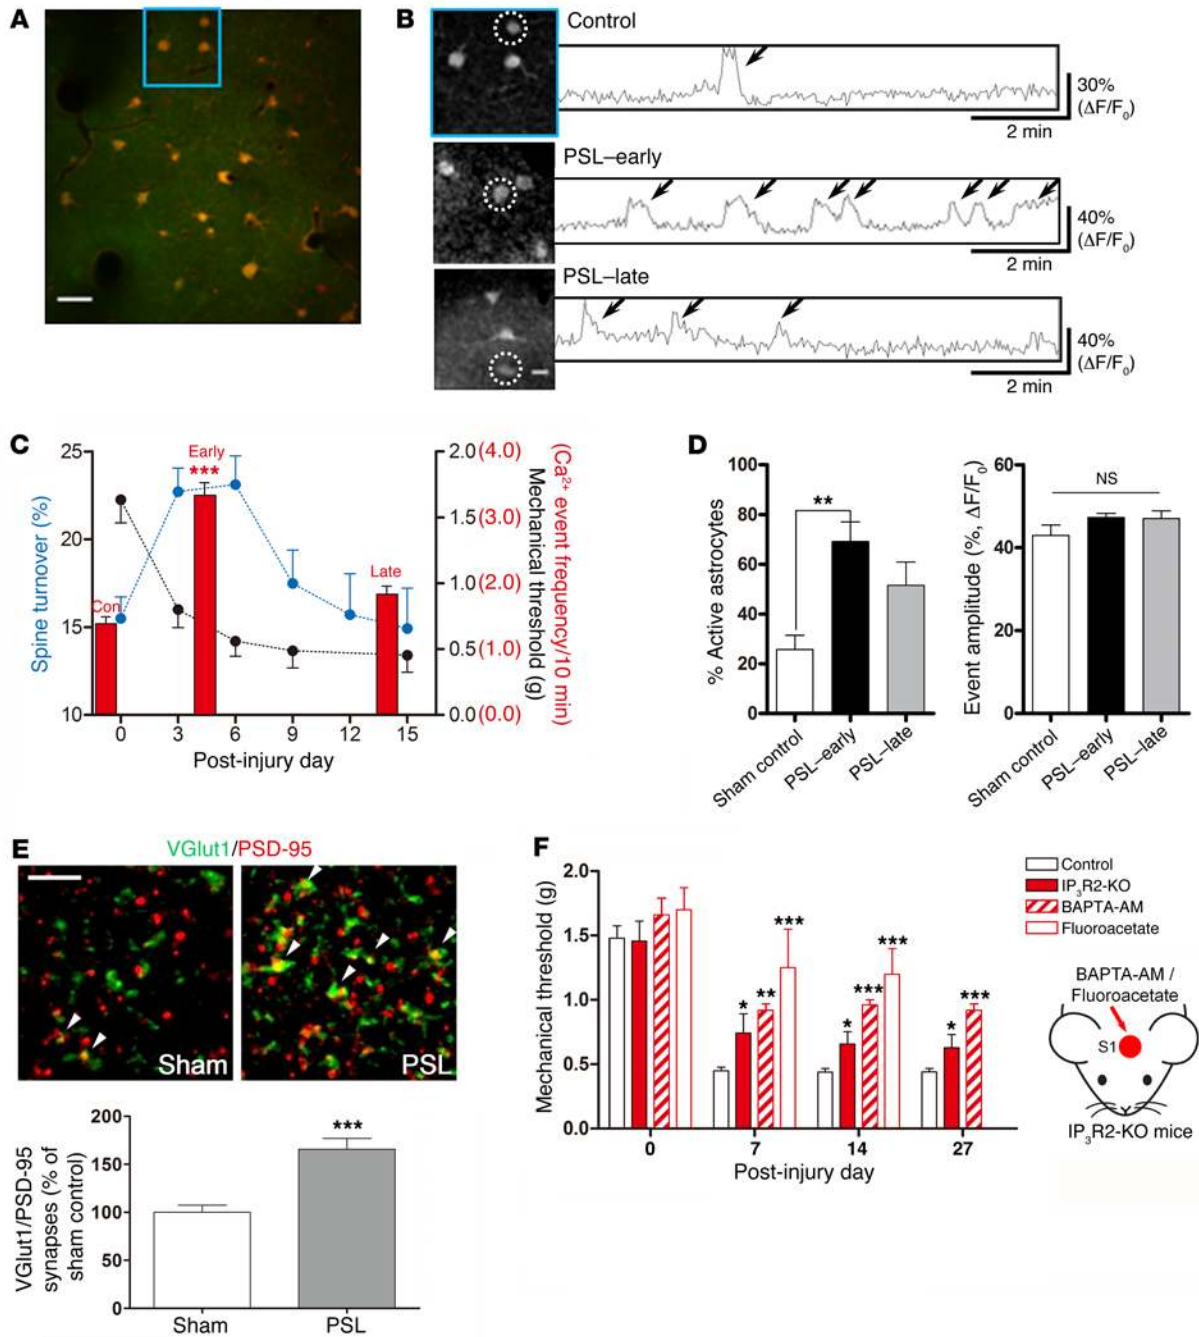 A
B
Control
30%
(ΔF/F₀)
2 min
PSL–early
40%
(ΔF/F₀)
2 min
PSL–late
40%
(ΔF/F₀)
2 min
C
Spine turnover (%)
25
20
15
10
Con
Early
***
Late
2.0(4.0)
1.5(3.0)
1.0(2.0)
0.5(1.0)
0.0(0.0)
Mechanical threshold (g)
(Ca²⁺ event frequency/10 min)
0 3 6 9 12 15
Post-injury day
D
% Active astrocytes
100
80
60
40
20
0
**
Sham control
PSL–early
PSL–late
Event amplitude (%, ΔF/F₀)
60
40
20
0
NS
Sham control
PSL–early
PSL–late
E
VGlut1/PSD-95
Sham
PSL
VGlut1/PSD-95
synapses (% of
sham control)
200
150
100
50
0
***
Sham PSL
F
Mechanical threshold (g)
2.0
1.5
1.0
0.5
0.0
* ** ***
* *** ***
* ***
0 7 14 27
Post-injury day
Control
IP₃R2-KO
BAPTA-AM
Fluoroacetate
BAPTA-AM /
Fluoroacetate
S1
IP₃R2-KO mice